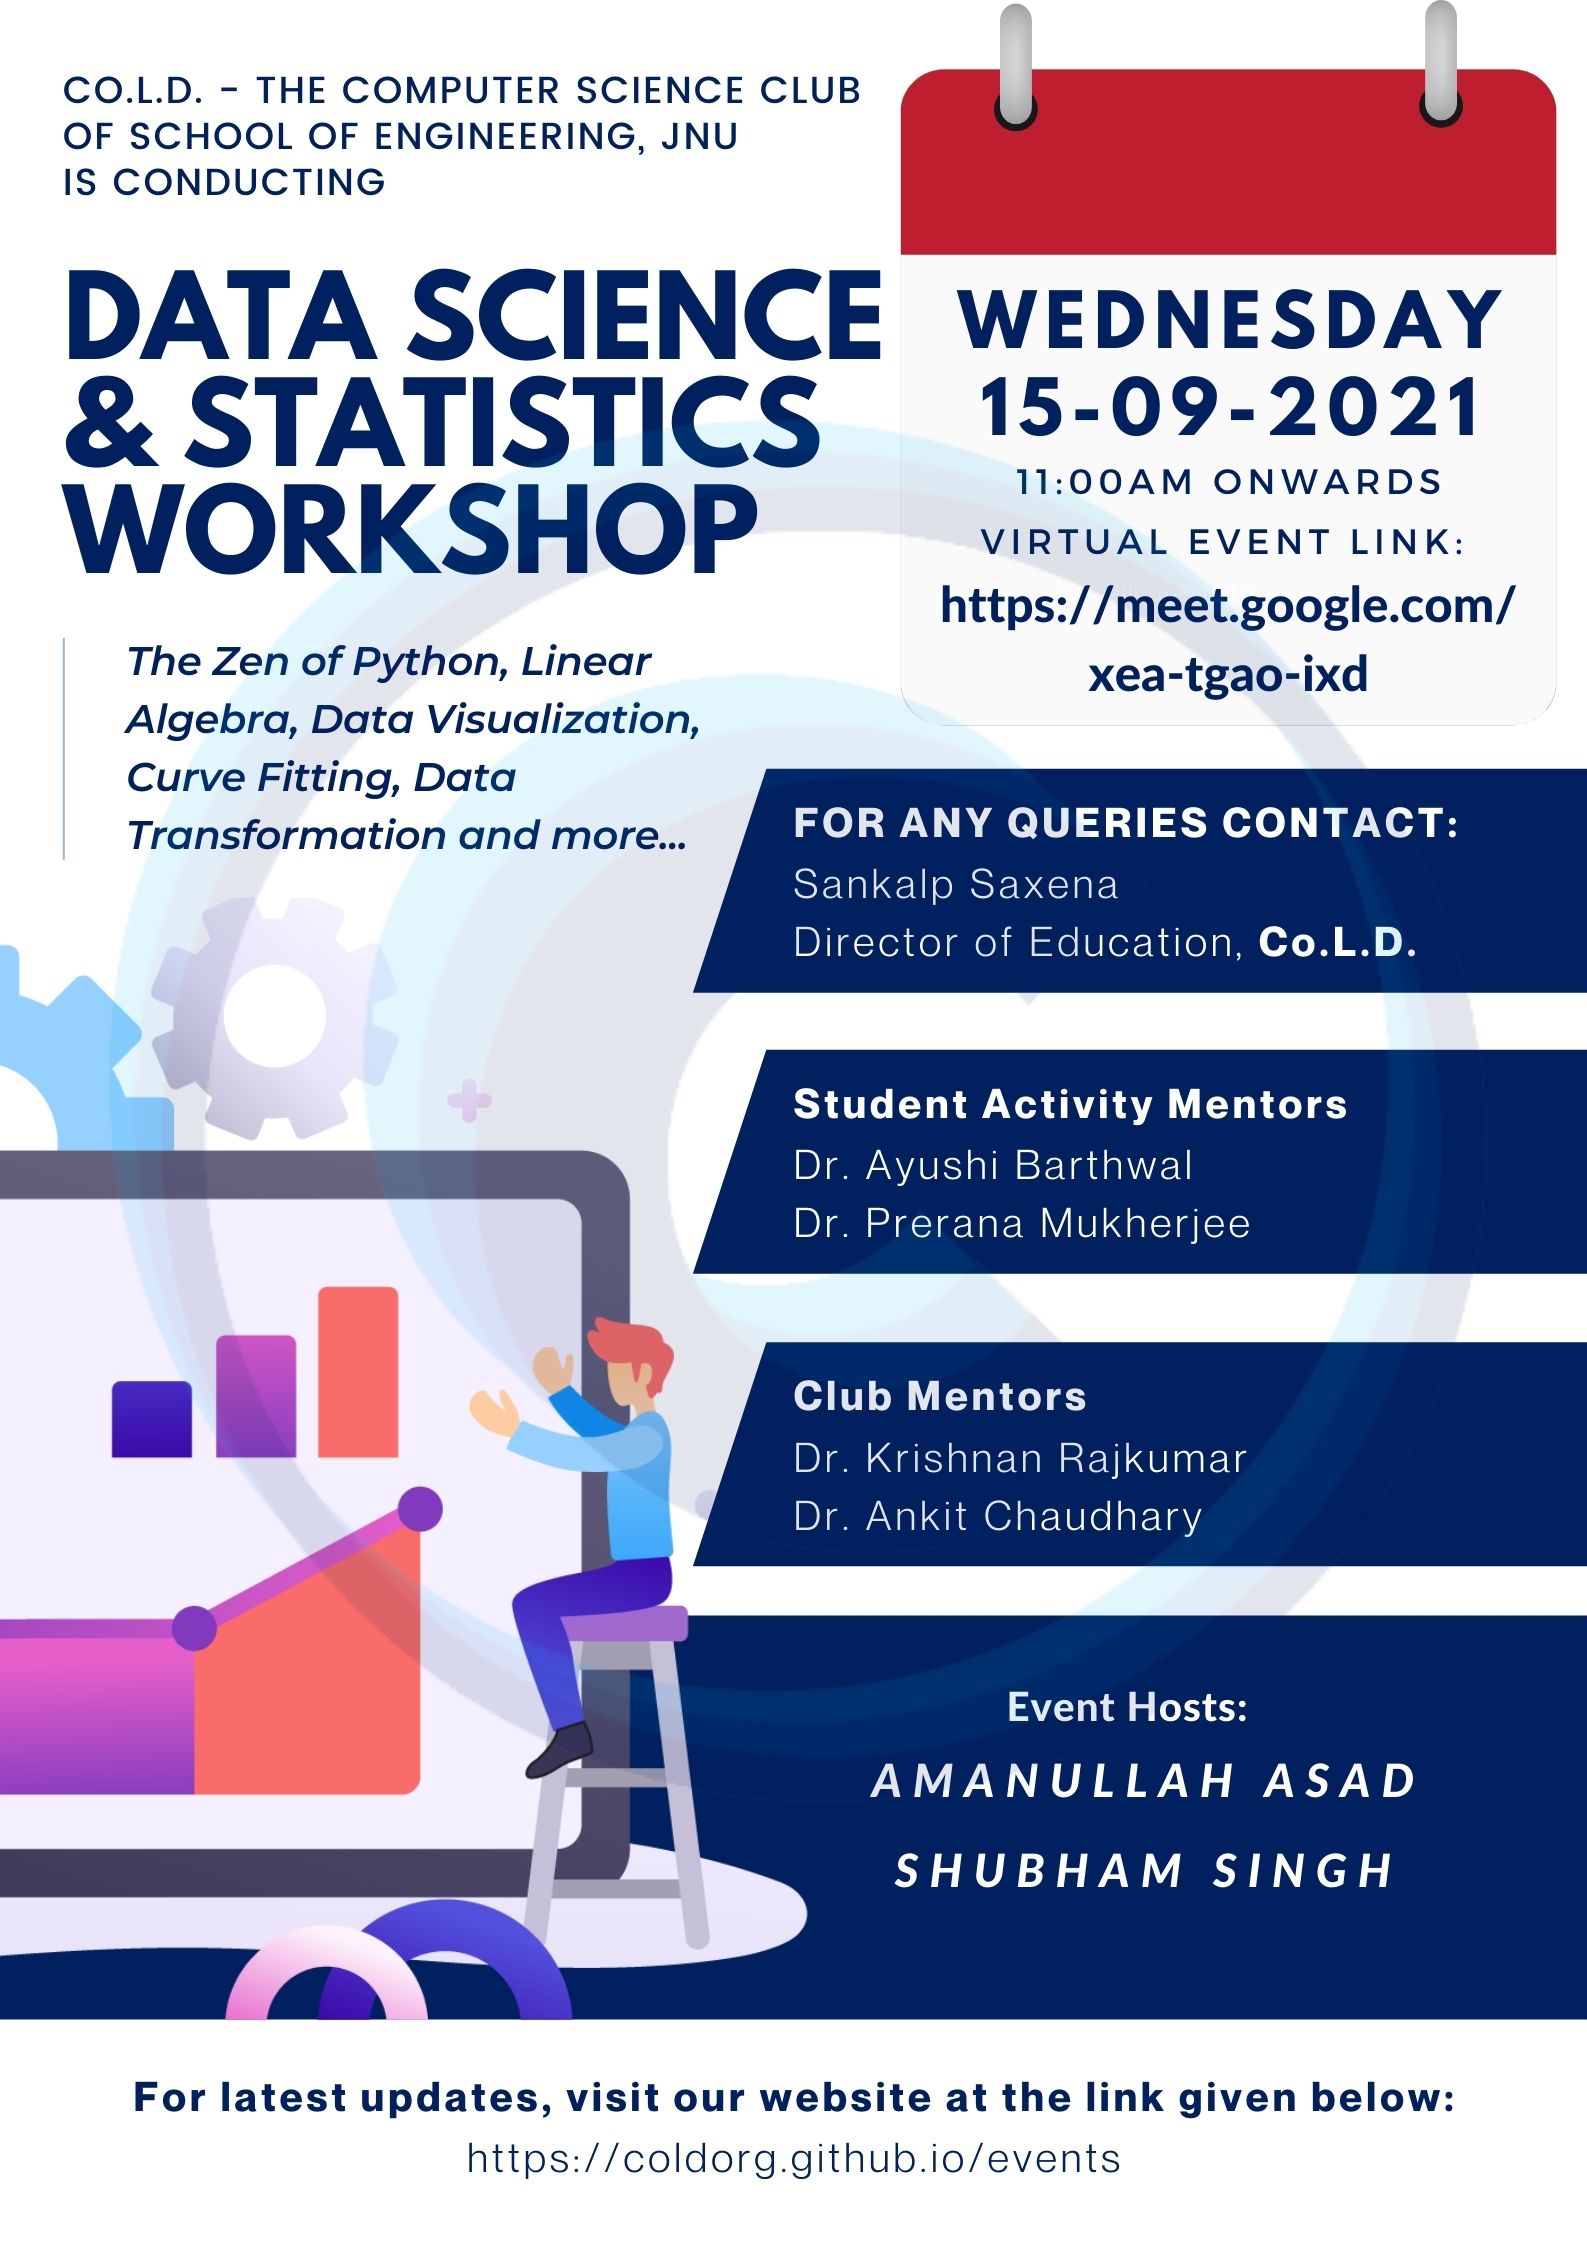 CO.L.D. - THE COMPUTER SCIENCE CLUB
OF SCHOOL OF ENGINEERING, JNU
IS CONDUCTING
DATA SCIENCE
& STATISTICS
WORKSHOP
The Zen of Python, Linear
Algebra, Data Visualization,
Curve Fitting, Data
Transformation and more...
WEDNESDAY
15-09-2021
11:00AM ONWARDS
VIRTUAL EVENT LINK:
https://meet.google.com/
xea-tgao-ixd
FOR ANY QUERIES CONTACT:
Sankalp Saxena
Director of Education, Co.L.D.
Student Activity Mentors
Dr. Ayushi Barthwal
Dr. Prerana Mukherjee
Club Mentors
Dr. Krishnan Rajkumar
Dr. Ankit Chaudhary
Event Hosts:
AMANULLAH ASAD
SHUBHAM SINGH
For latest updates, visit our website at the link given below:
https://coldorg.github.io/events